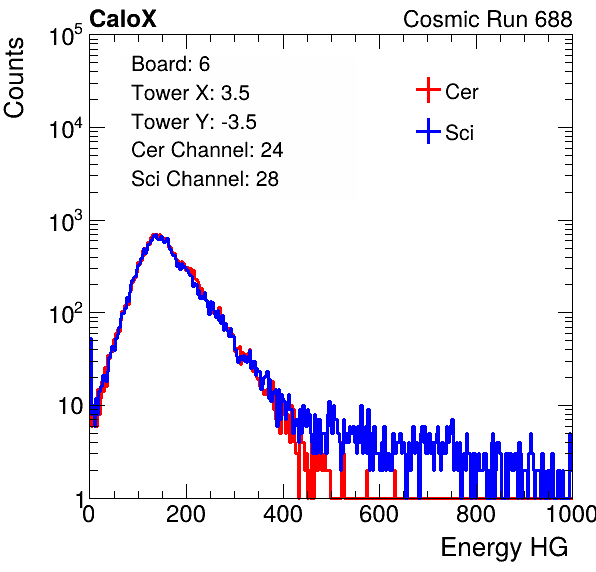 CaloX Cosmic Run 688
Counts
10^5
10^4
10^3
10^2
10
1
Board: 6
Tower X: 3.5
Tower Y: -3.5
Cer Channel: 24
Sci Channel: 28
Cer
Sci
0 200 400 600 800 1000
Energy HG